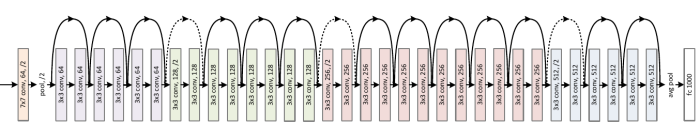 7x7 conv, 64, /2
pool, /2
3x3 conv, 64
3x3 conv, 64
3x3 conv, 64
3x3 conv, 64
3x3 conv, 64
3x3 conv, 64
3x3 conv, 128, /2
3x3 conv, 128
3x3 conv, 128
3x3 conv, 128
3x3 conv, 128
3x3 conv, 128
3x3 conv, 128
3x3 conv, 128
3x3 conv, 256, /2
3x3 conv, 256
3x3 conv, 256
3x3 conv, 256
3x3 conv, 256
3x3 conv, 256
3x3 conv, 256
3x3 conv, 256
3x3 conv, 256
3x3 conv, 256
3x3 conv, 256
3x3 conv, 256
3x3 conv, 512, /2
3x3 conv, 512
3x3 conv, 512
3x3 conv, 512
3x3 conv, 512
3x3 conv, 512
avg pool
fc 1000